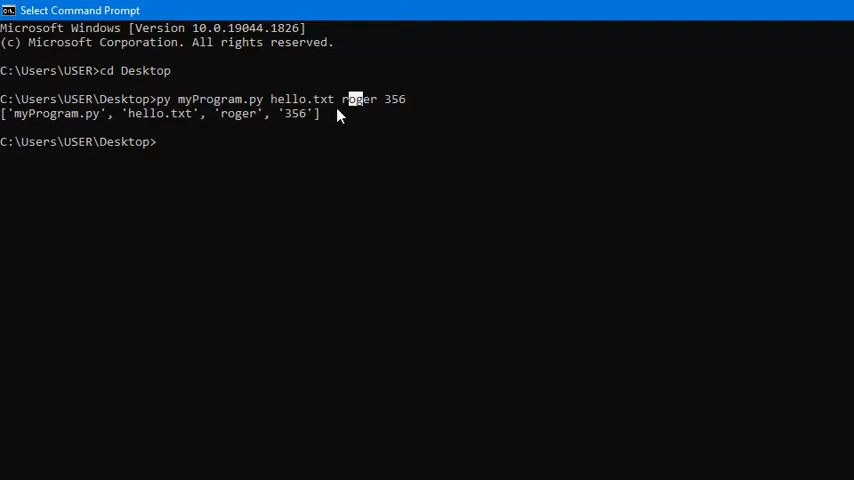 Select Command Prompt
Microsoft Windows [Version 10.0.19044.1826]
(c) Microsoft Corporation. All rights reserved.
C:\Users\USER>cd Desktop
C:\Users\USER\Desktop>py myProgram.py hello.txt roger 356
['myProgram.py', 'hello.txt', 'roger', '356']
C:\Users\USER\Desktop>